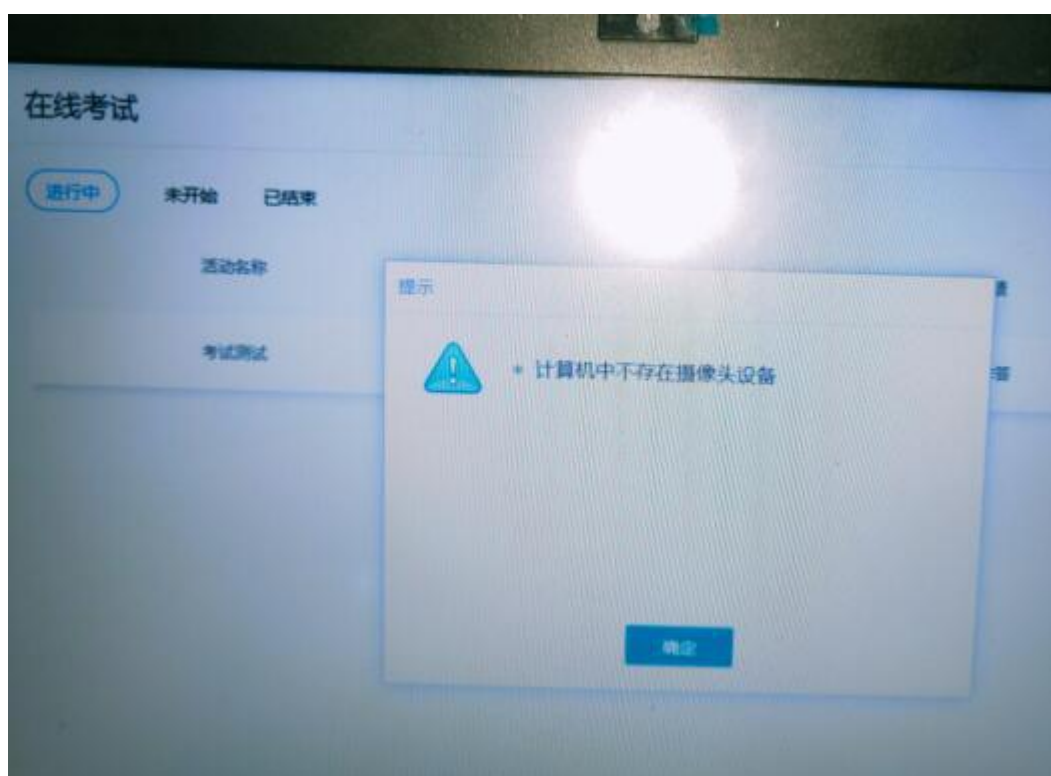 在线考试
进行中 未开始 已结束
活动名称
提示
考试测试
* 计算机中不存在摄像头设备
确定